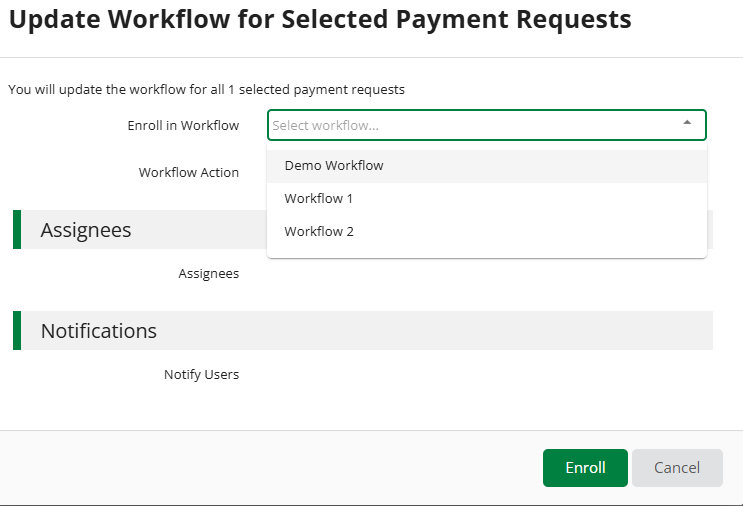 Update Workflow for Selected Payment Requests
You will update the workflow for all 1 selected payment requests
Enroll in Workflow
Select workflow...
Workflow Action
Demo Workflow
Workflow 1
Workflow 2
Assignees
Assignees
Notifications
Notify Users
Enroll
Cancel